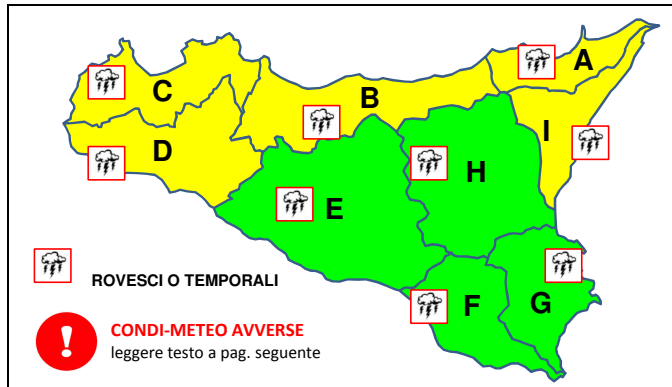 A
C
B
I
D
H
E
G
F
ROVESCI O TEMPORALI
!
CONDI-METEO AVVERSE
leggere testo a pag. seguente